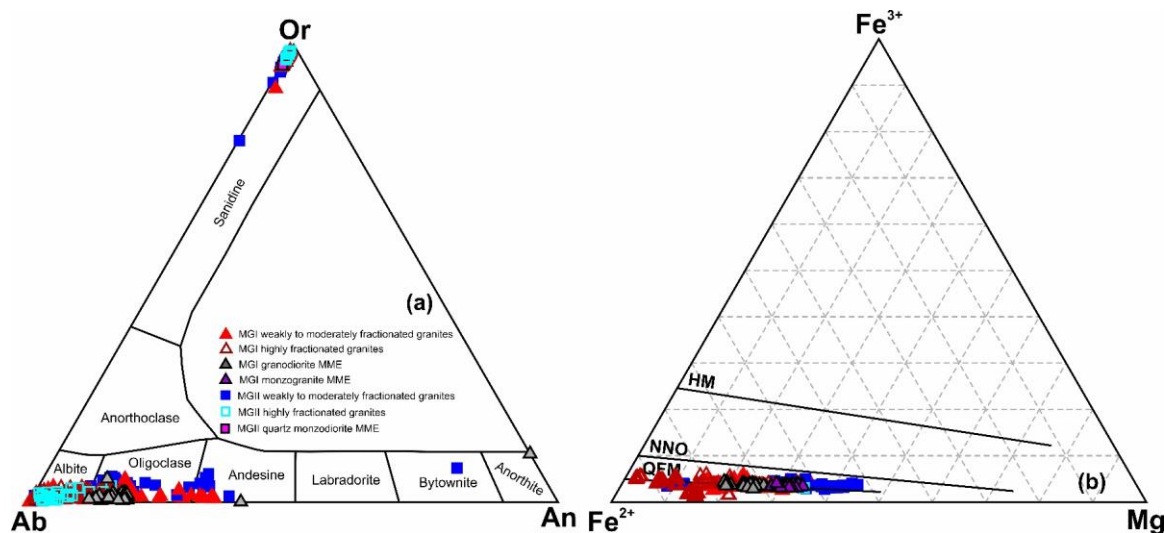 Or
Sanidine
(a)
MGI weakly to moderately fractionated granites
MGI highly fractionated granites
MGI granodiorite MME
MGI monzogranite MME
MGII weakly to moderately fractionated granites
MGII highly fractionated granites
MGII quartz monzodiorite MME
Anorthoclase
Albite
Oligoclase
Andesine
Labradorite
Bytownite
Anorthite
Ab
An
Fe³⁺
HM
NNO
QFM
(b)
Fe²⁺
Mg